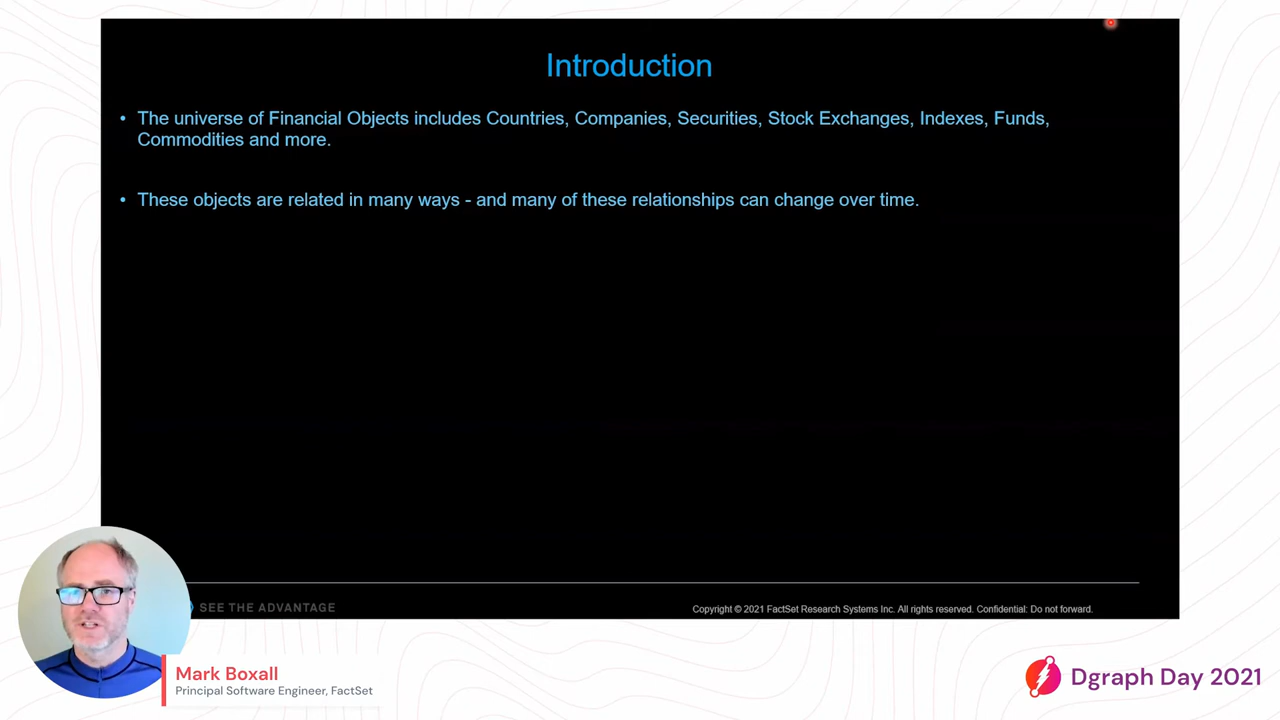 Introduction
• The universe of Financial Objects includes Countries, Companies, Securities, Stock Exchanges, Indexes, Funds,
Commodities and more.
• These objects are related in many ways - and many of these relationships can change over time.
SEE THE ADVANTAGE
Copyright © 2021 FactSet Research Systems Inc. All rights reserved. Confidential: Do not forward.
Mark Boxall
Principal Software Engineer, FactSet
Dgraph Day 2021